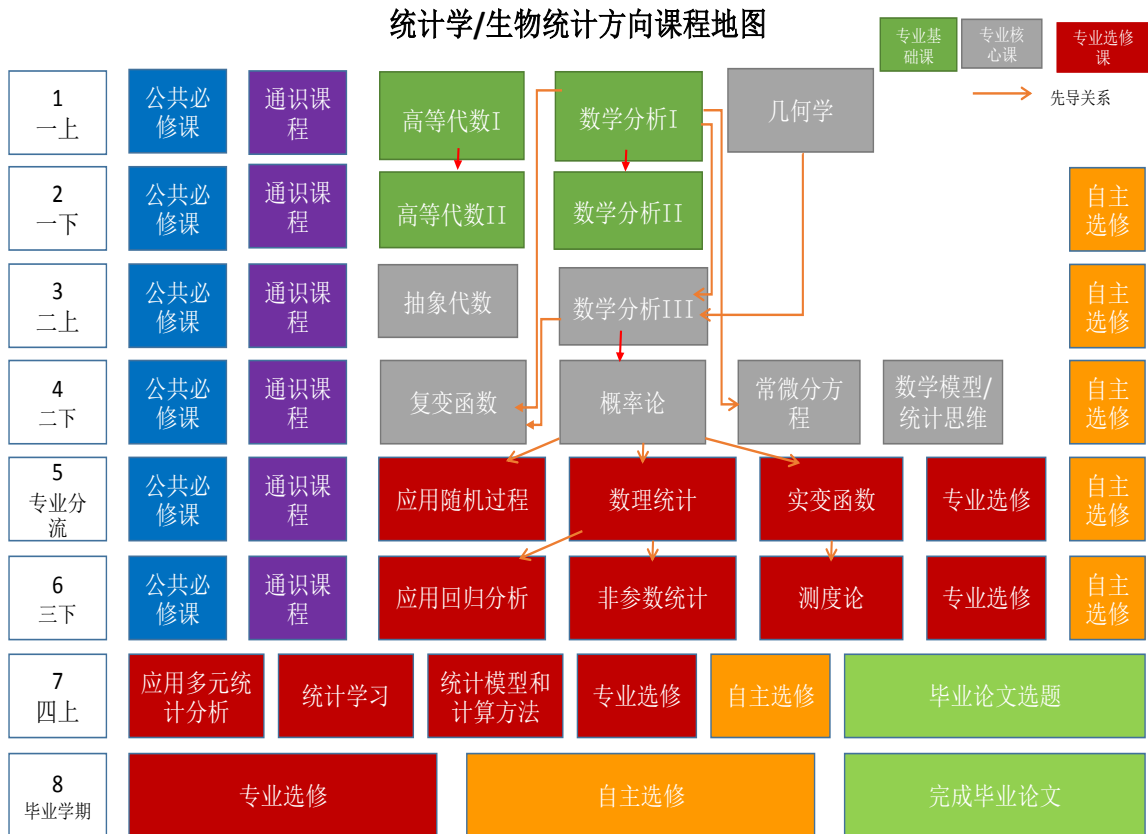 统计学/生物统计方向课程地图
专业基
础课
专业核
心课
专业选修
课
先导关系
1
一上
公共必
修课
通识课
程
高等代数I
数学分析I
几何学
2
一下
公共必
修课
通识课
程
高等代数II
数学分析II
自主
选修
3
二上
公共必
修课
通识课
程
抽象代数
数学分析III
自主
选修
4
二下
公共必
修课
通识课
程
复变函数
概率论
常微分方
程
数学模型/
统计思维
自主
选修
5
专业分
流
公共必
修课
通识课
程
应用随机过程
数理统计
实变函数
专业选修
自主
选修
6
三下
公共必
修课
通识课
程
应用回归分析
非参数统计
测度论
专业选修
自主
选修
7
四上
应用多元统
计分析
统计学习
统计模型和
计算方法
专业选修
自主选修
毕业论文选题
8
毕业学期
专业选修
自主选修
完成毕业论文